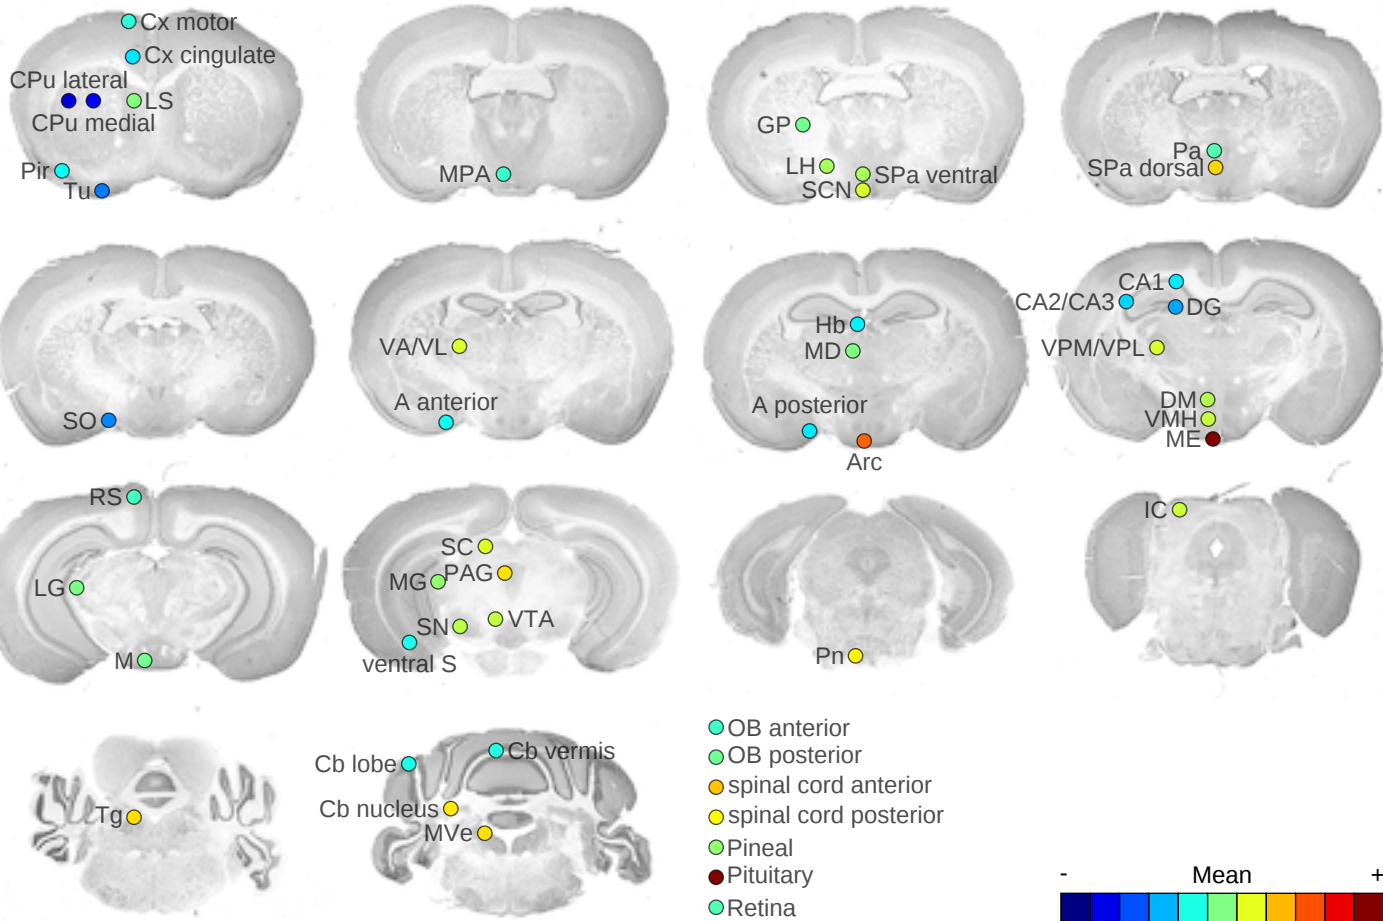 Cx motor
Cx cingulate
CPu lateral
LS
CPu medial
Pir
Tu
MPA
GP
LH
SPa ventral
SCN
Pa
SPa dorsal
SO
VA/VL
A anterior
Hb
MD
A posterior
Arc
CA1
CA2/CA3
DG
VPM/VPL
DM
VMH
ME
RS
LG
M
SC
PAG
MG
SN
VTA
ventral S
Pn
IC
Tg
Cb lobe
Cb vermis
Cb nucleus
MVe
OB anterior
OB posterior
spinal cord anterior
spinal cord posterior
Pineal
Pituitary
Retina
- Mean +